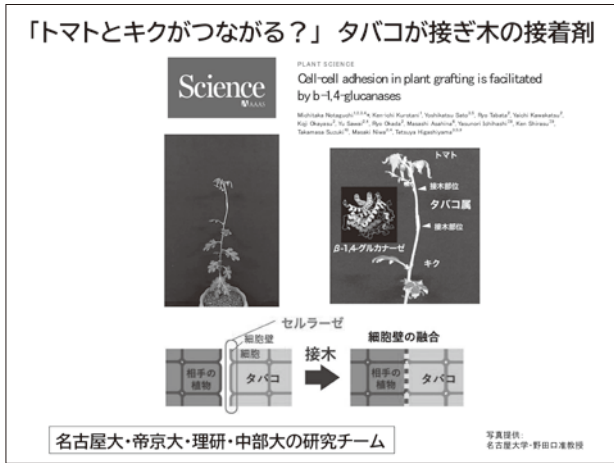 「トマトとキクがつながる？」 タバコが接ぎ木の接着剤
Science
AAAS
PLANT SCIENCE
Cell-cell adhesion in plant grafting is facilitated
by b-1,4-glucanases
トマト
接木部位
タバコ属
接木部位
β-1,4-グルカナーゼ
キク
セルラーゼ
細胞壁
細胞
相手の
植物
タバコ
接木
細胞壁の融合
相手の
植物
タバコ
名古屋大・帝京大・理研・中部大の研究チーム
写真提供:
名古屋大学・野田口准教授